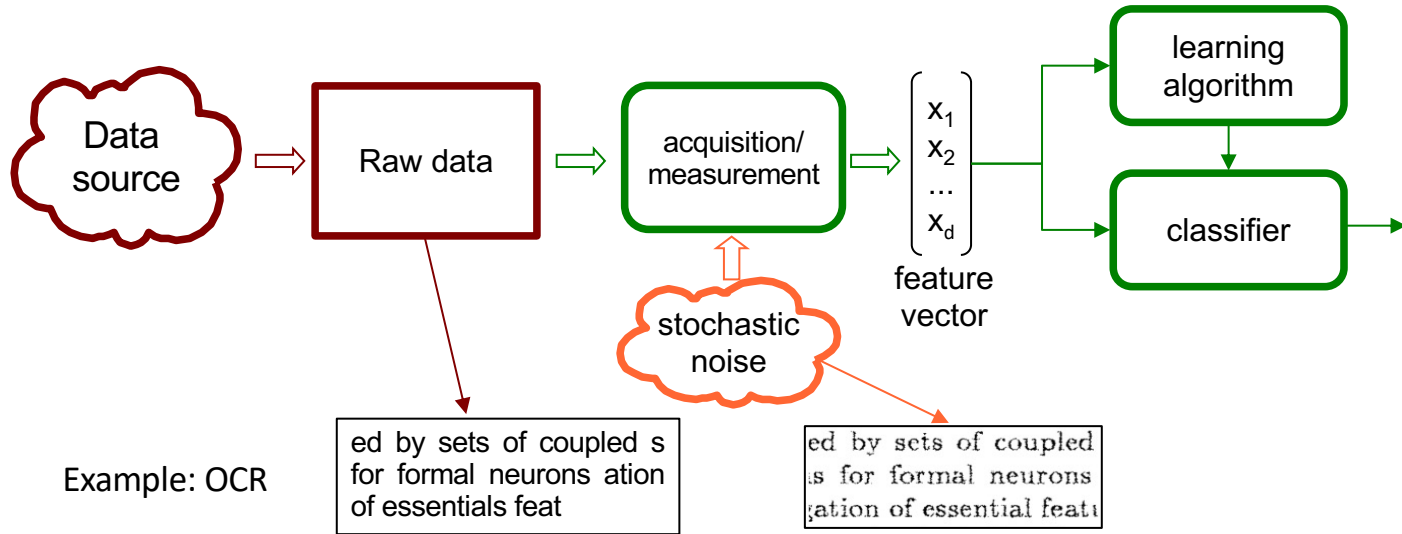 Data
source
Raw data
acquisition/
measurement
x₁
x₂
...
x_d
feature
vector
learning
algorithm
classifier
stochastic
noise
Example: OCR
ed by sets of coupled s
for formal neurons ation
of essentials feat
ed by sets of coupled
s for formal neurons
gation of essential featu